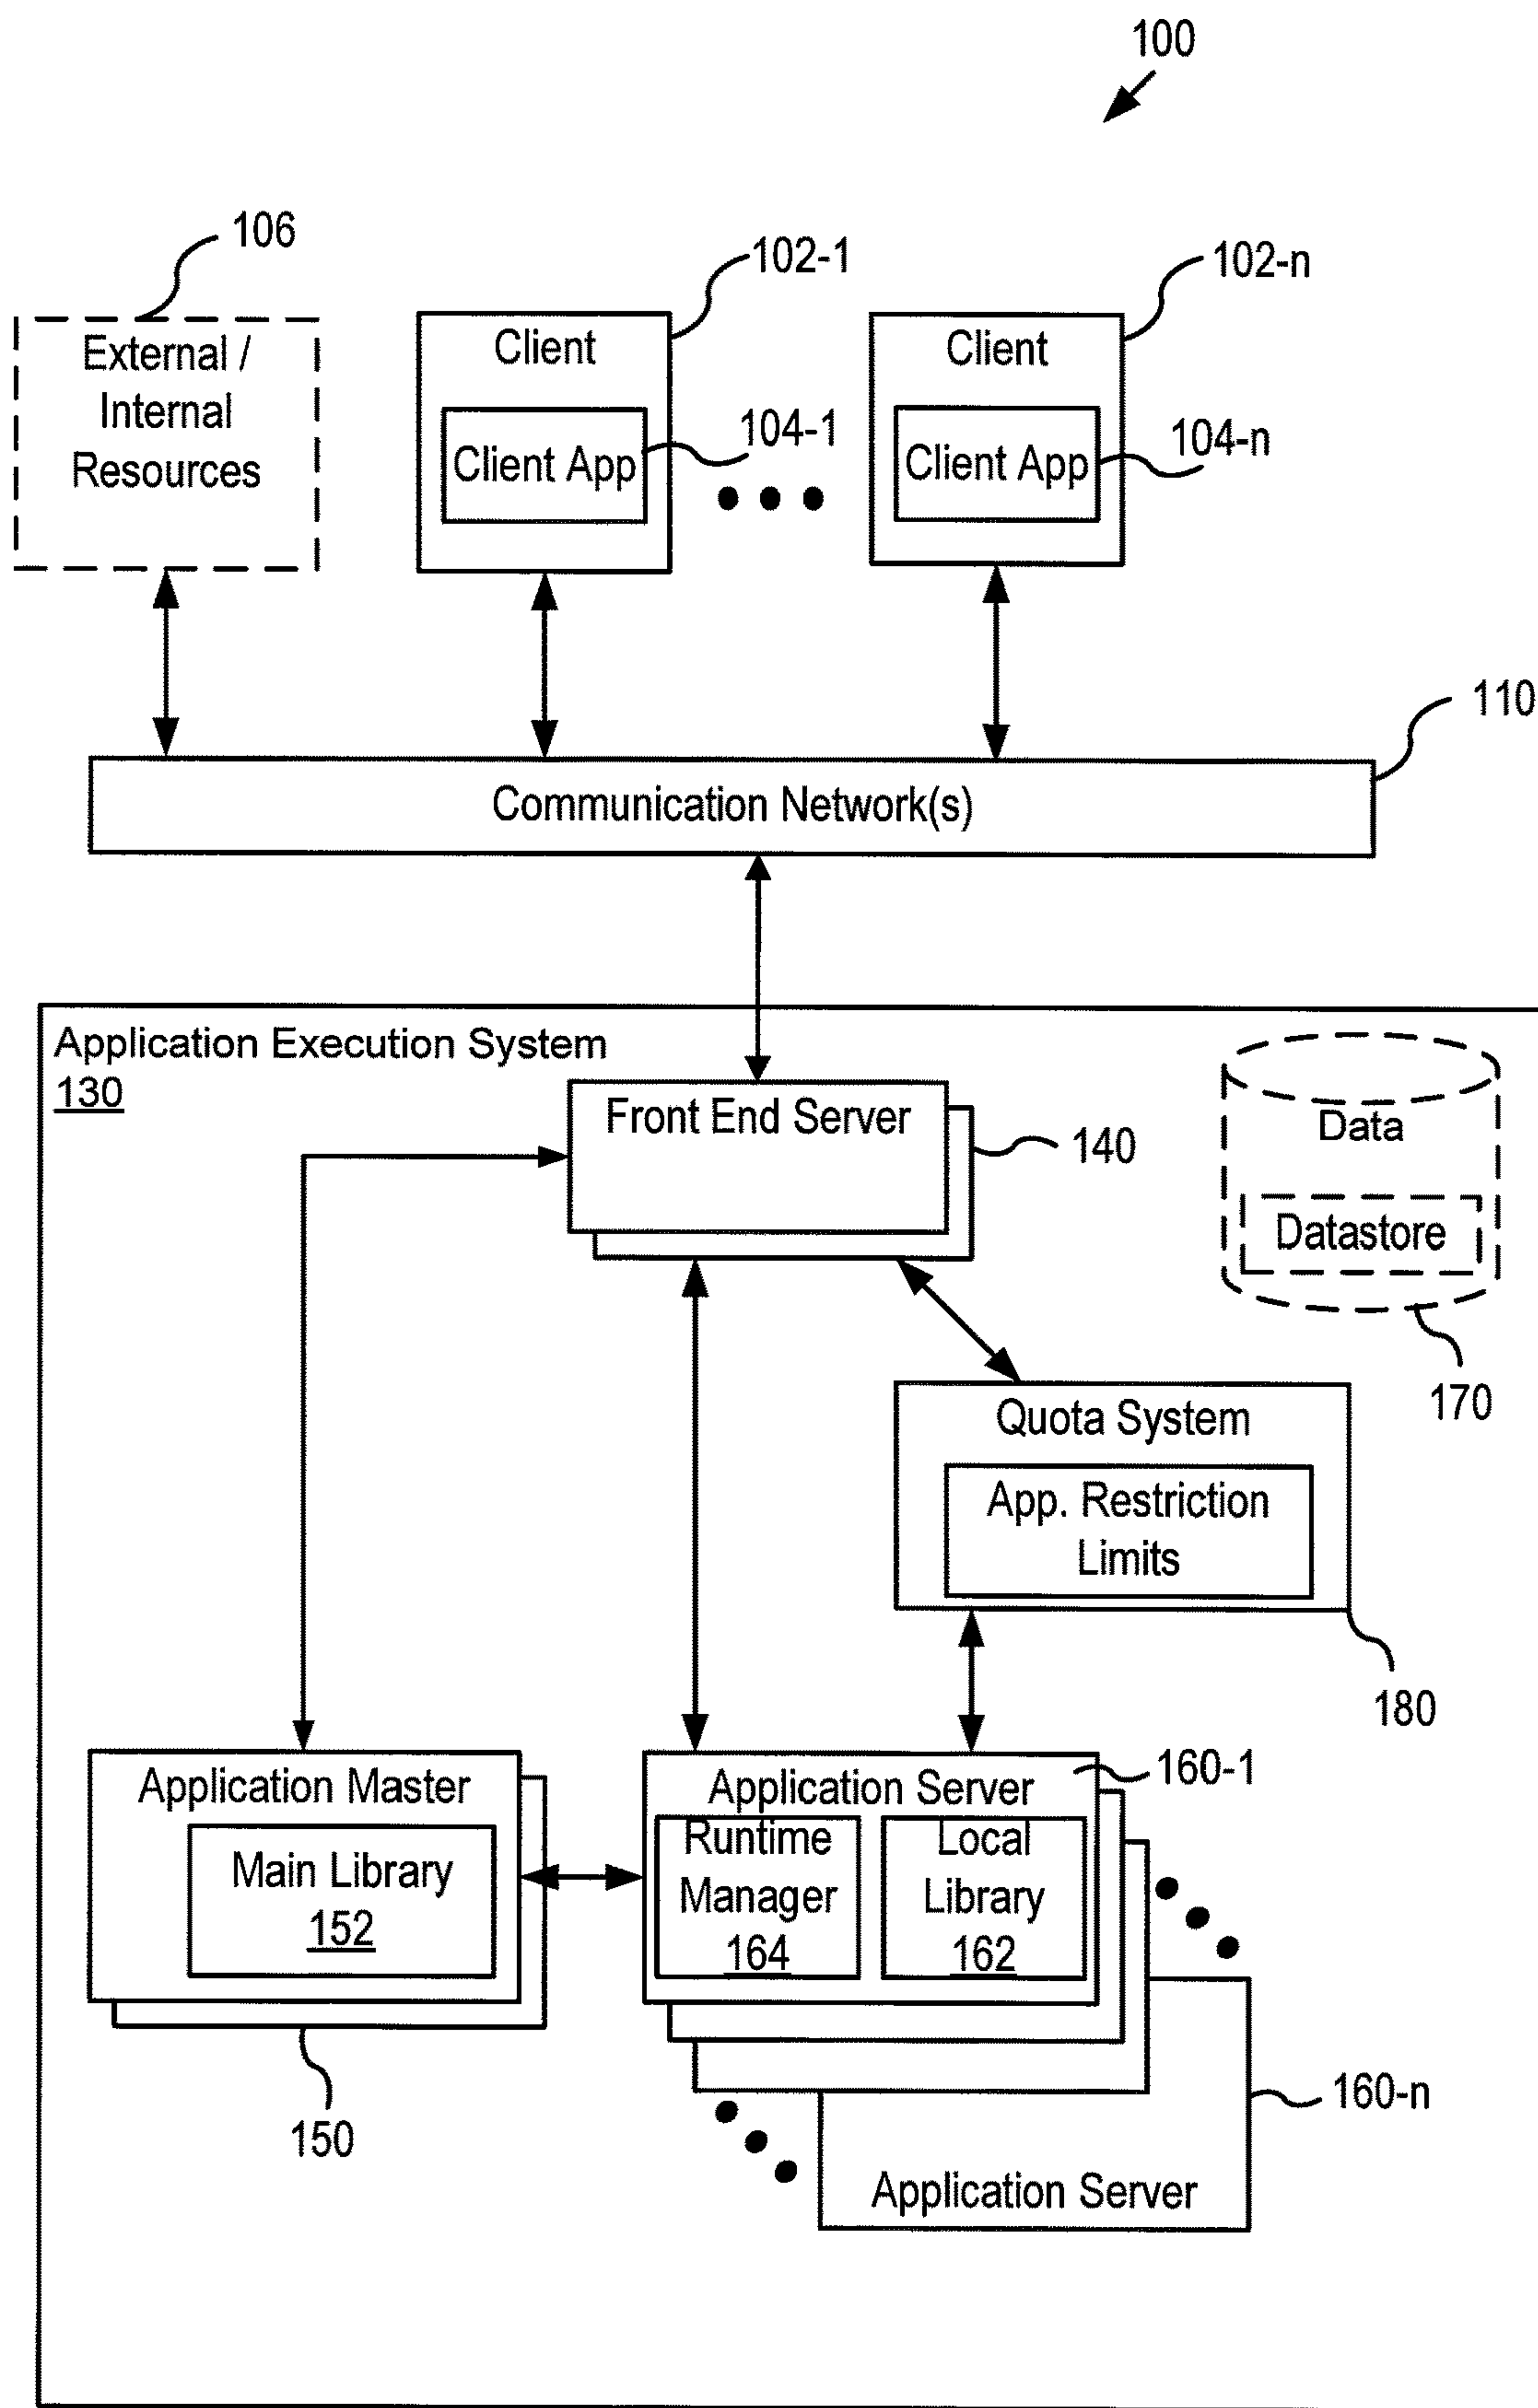 100
106
102-1
102-n
External /
Internal
Resources
Client
Client App
104-1
Client
Client App
104-n
110
Communication Network(s)
Application Execution System
130
Front End Server
140
Data
Datastore
170
Quota System
App. Restriction
Limits
180
Application Master
Main Library
152
150
Application Server
160-1
Runtime
Manager
164
Local
Library
162
160-n
Application Server